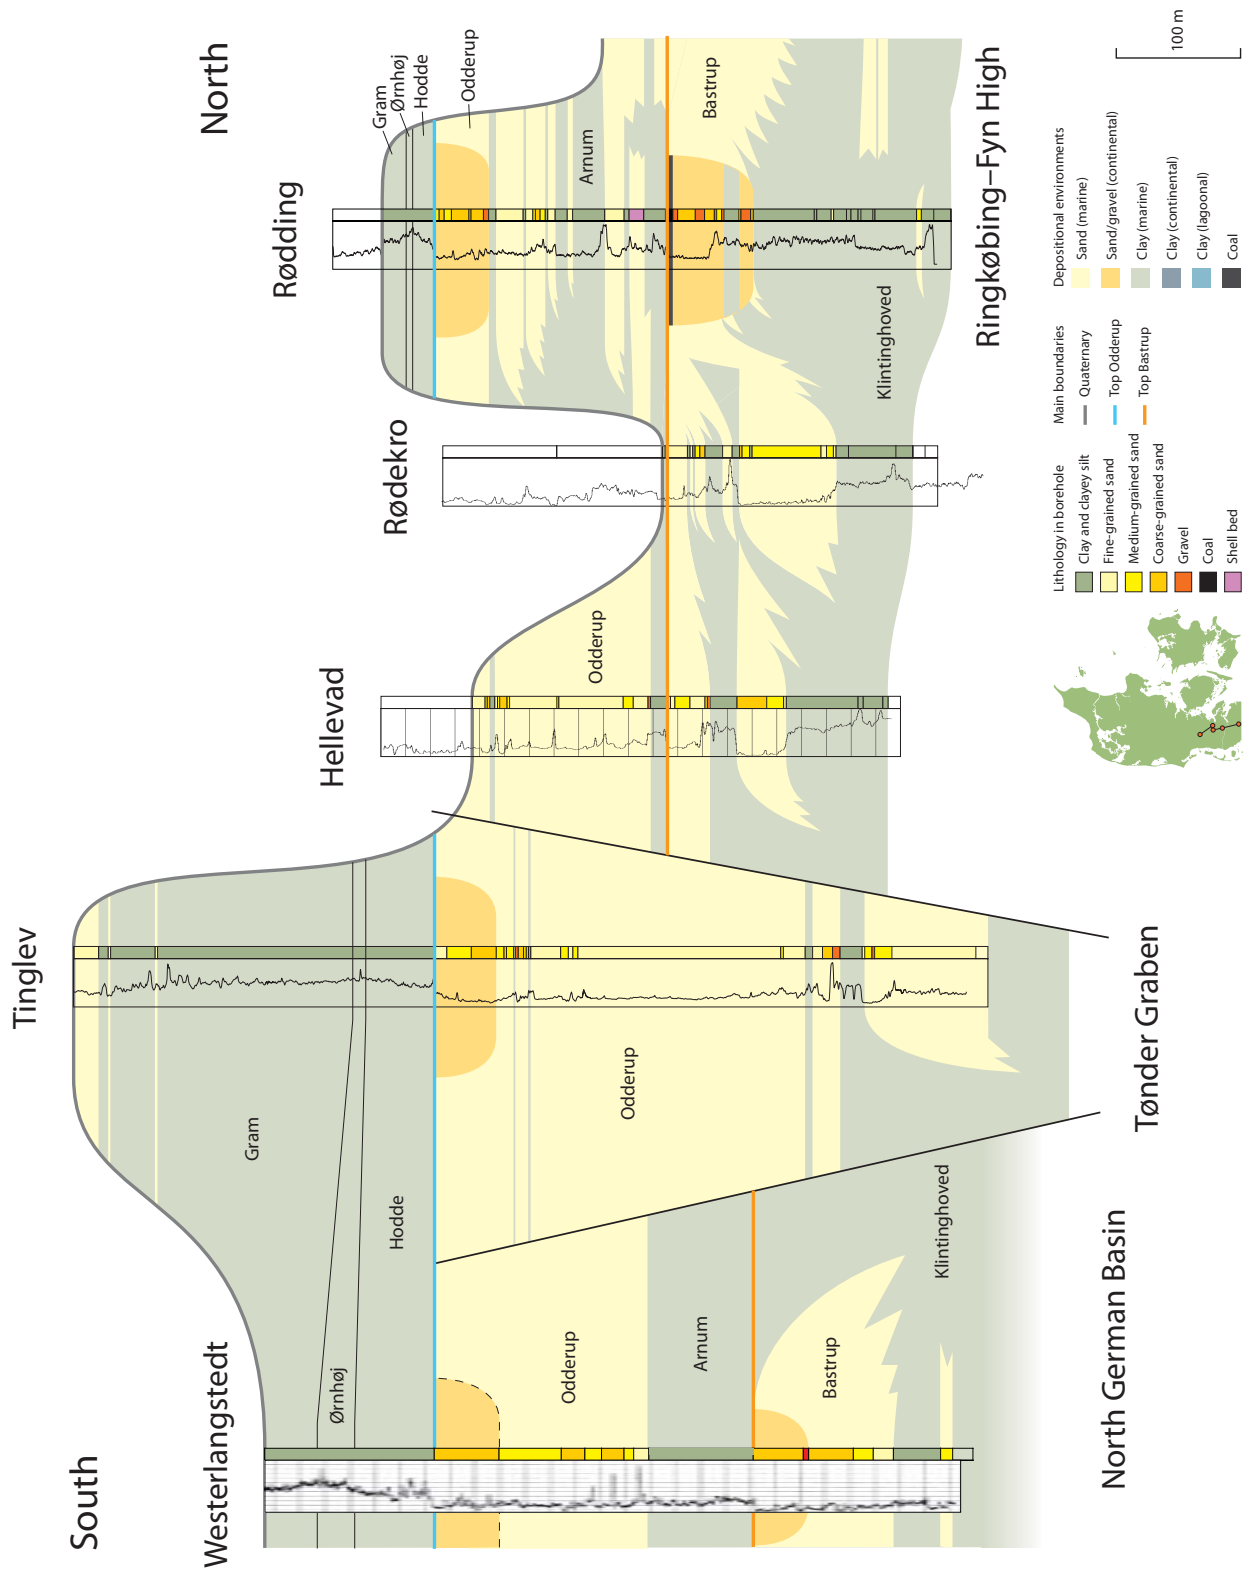 South
North
Westerlangstedt
Tinglev
Hellevad
Rødekro
Rødding
Gram
Ørnhøj
Hodde
Odderup
Arnum
Bastrup
Klintinghoved
Odderup
Gram
Hodde
Odderup
Ørnhøj
Odderup
Arnum
Bastrup
Klintinghoved
North German Basin
Tønder Graben
Ringkøbing–Fyn High
Lithology in borehole
Clay and clayey silt
Fine-grained sand
Medium-grained sand
Coarse-grained sand
Gravel
Coal
Shell bed
Main boundaries
Quaternary
Top Odderup
Top Bastrup
Depositional environments
Sand (marine)
Sand/gravel (continental)
Clay (marine)
Clay (continental)
Clay (lagoonal)
Coal
100 m